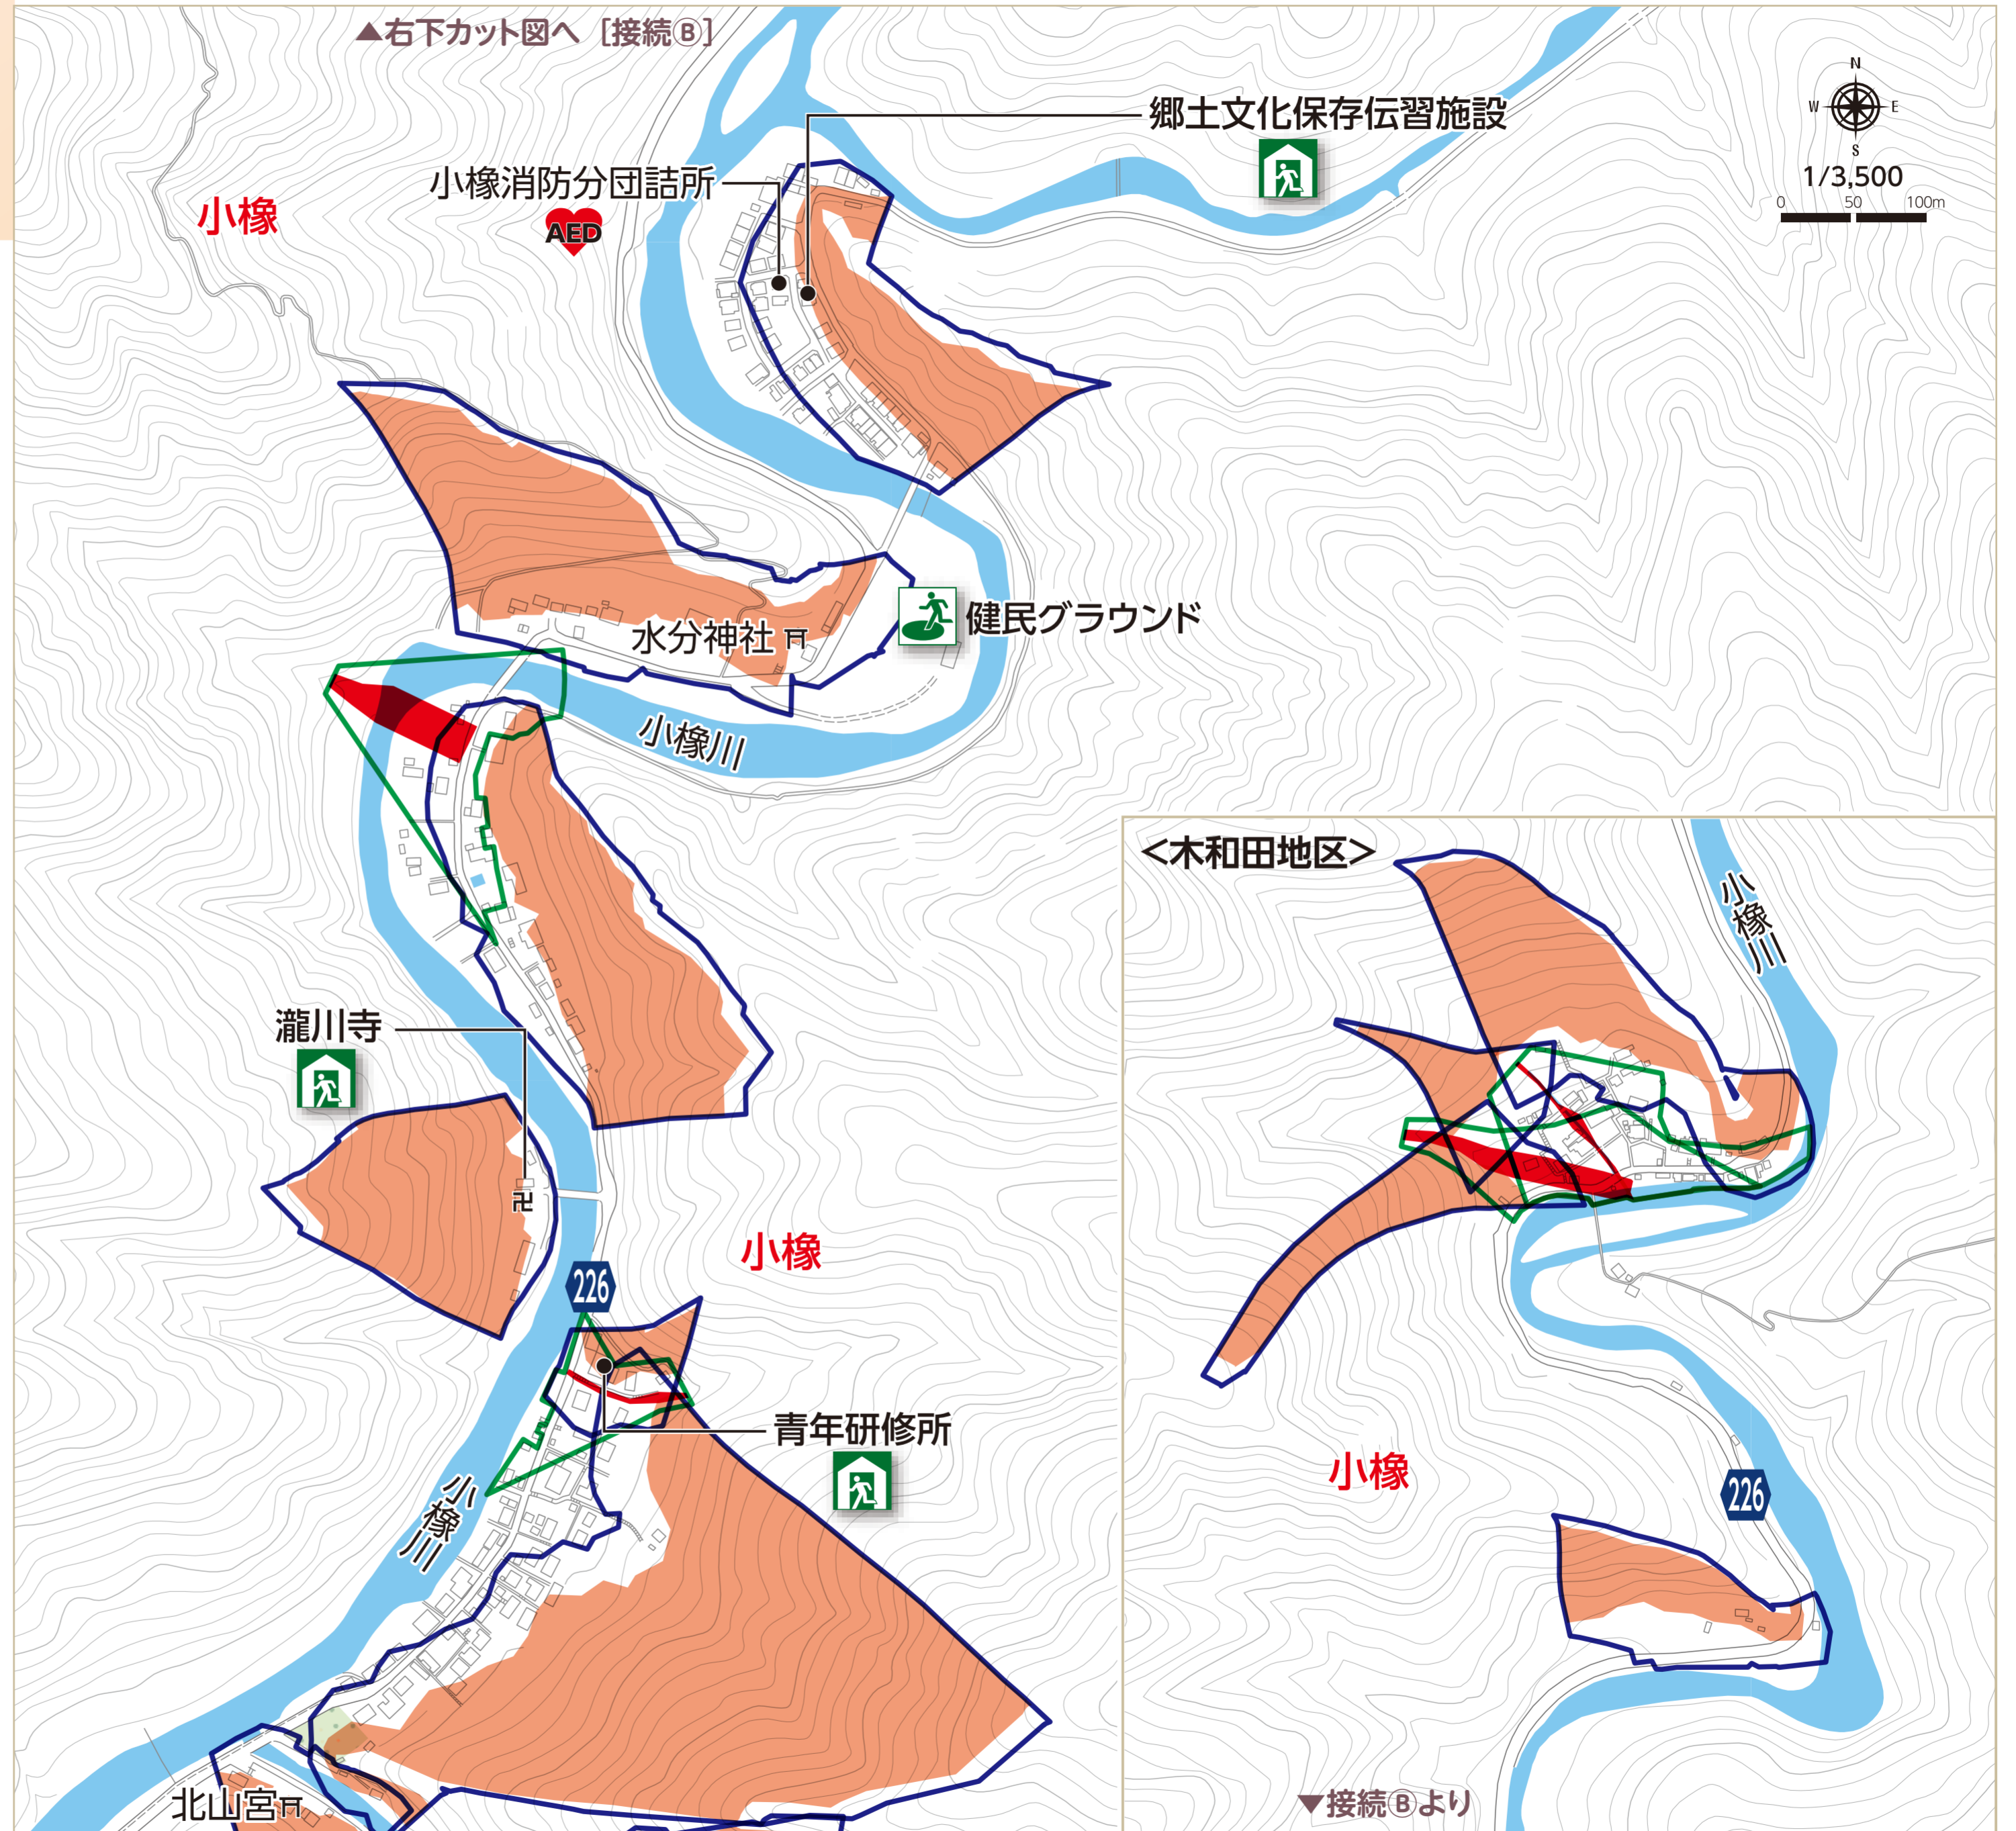 ▲右下カット図へ［接続Ⓑ］
郷土文化保存伝習施設
N
W E
S
1/3,500
0 50 100m
小橡消防分団詰所
AED
小橡
水分神社
健民グラウンド
小橡川
瀧川寺
小橡
226
青年研修所
小橡川
北山宮
＜木和田地区＞
小橡川
小橡
226
▼接続Ⓑより